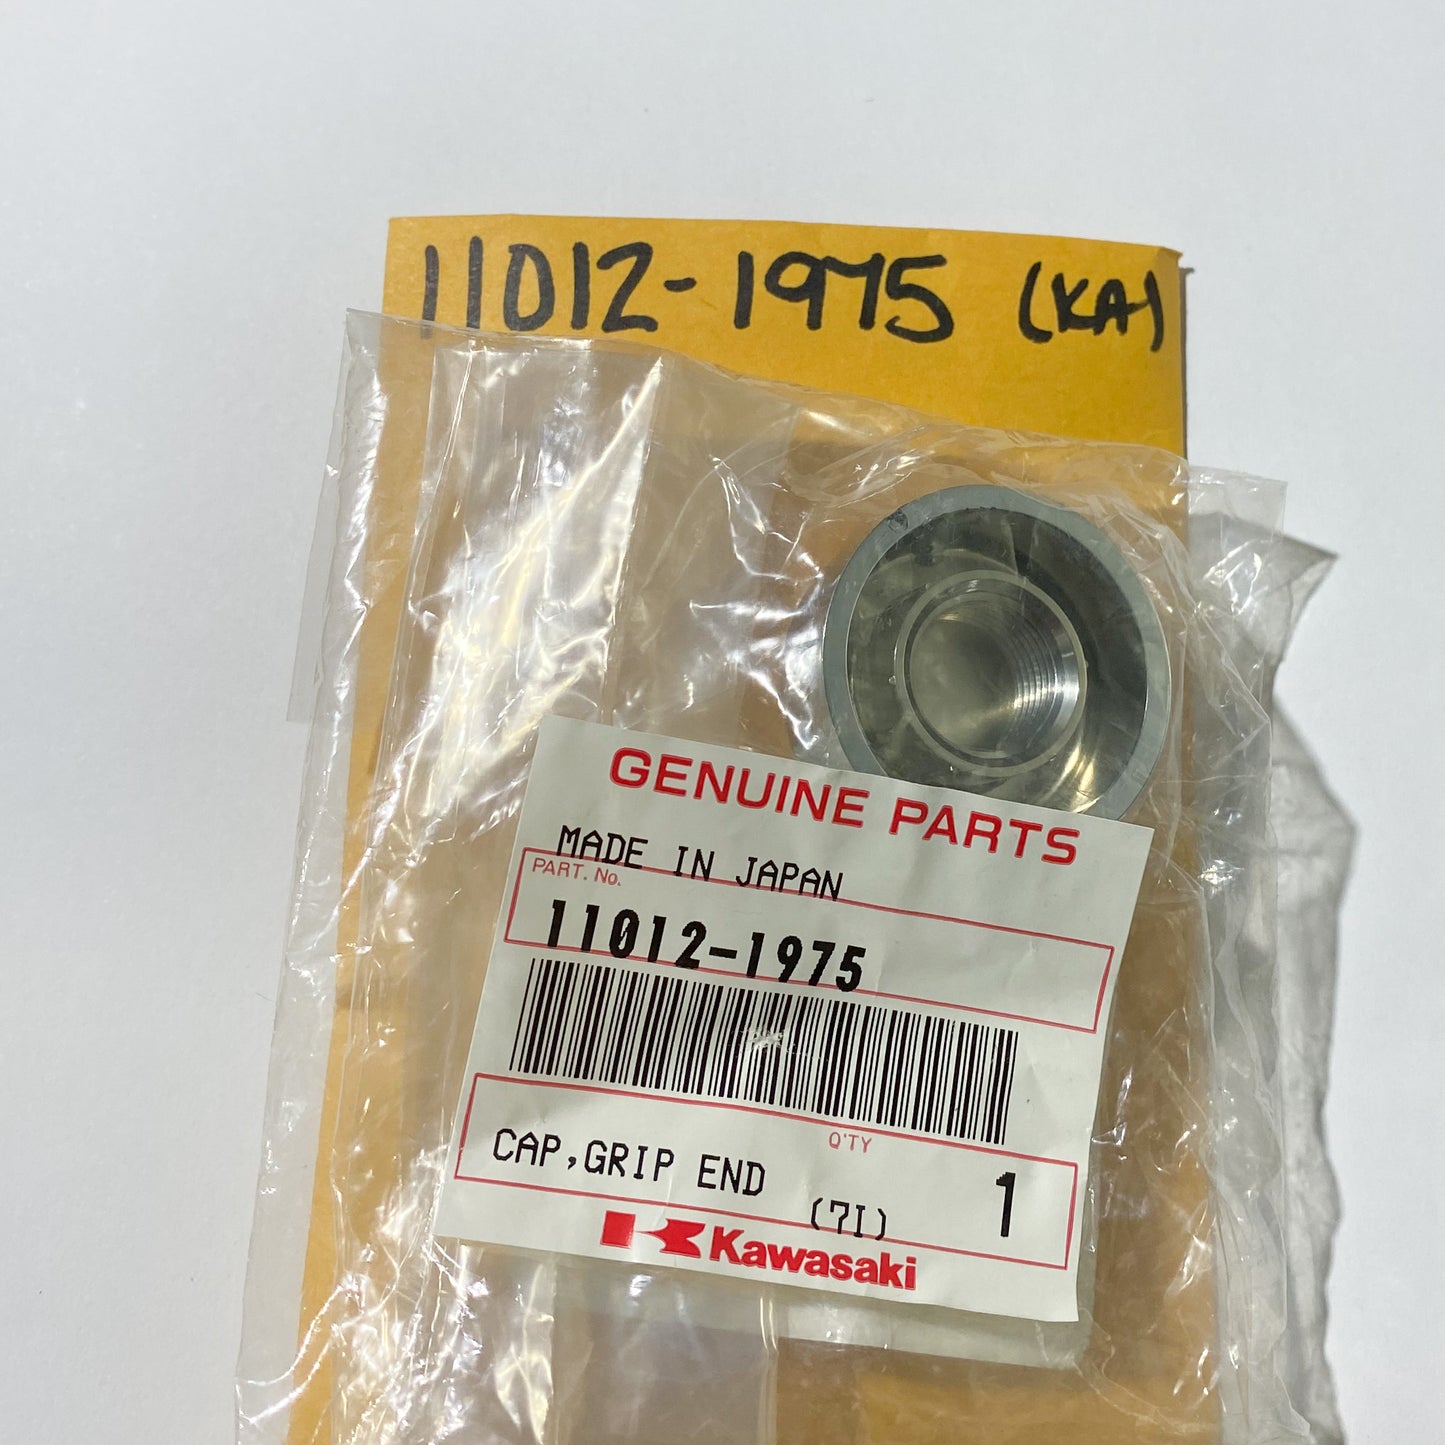 11012-1975 (KA)
GENUINE PARTS
MADE IN JAPAN
PART. No.
11012-1975
Q'TY
CAP,GRIP END (7I) 1
Kawasaki